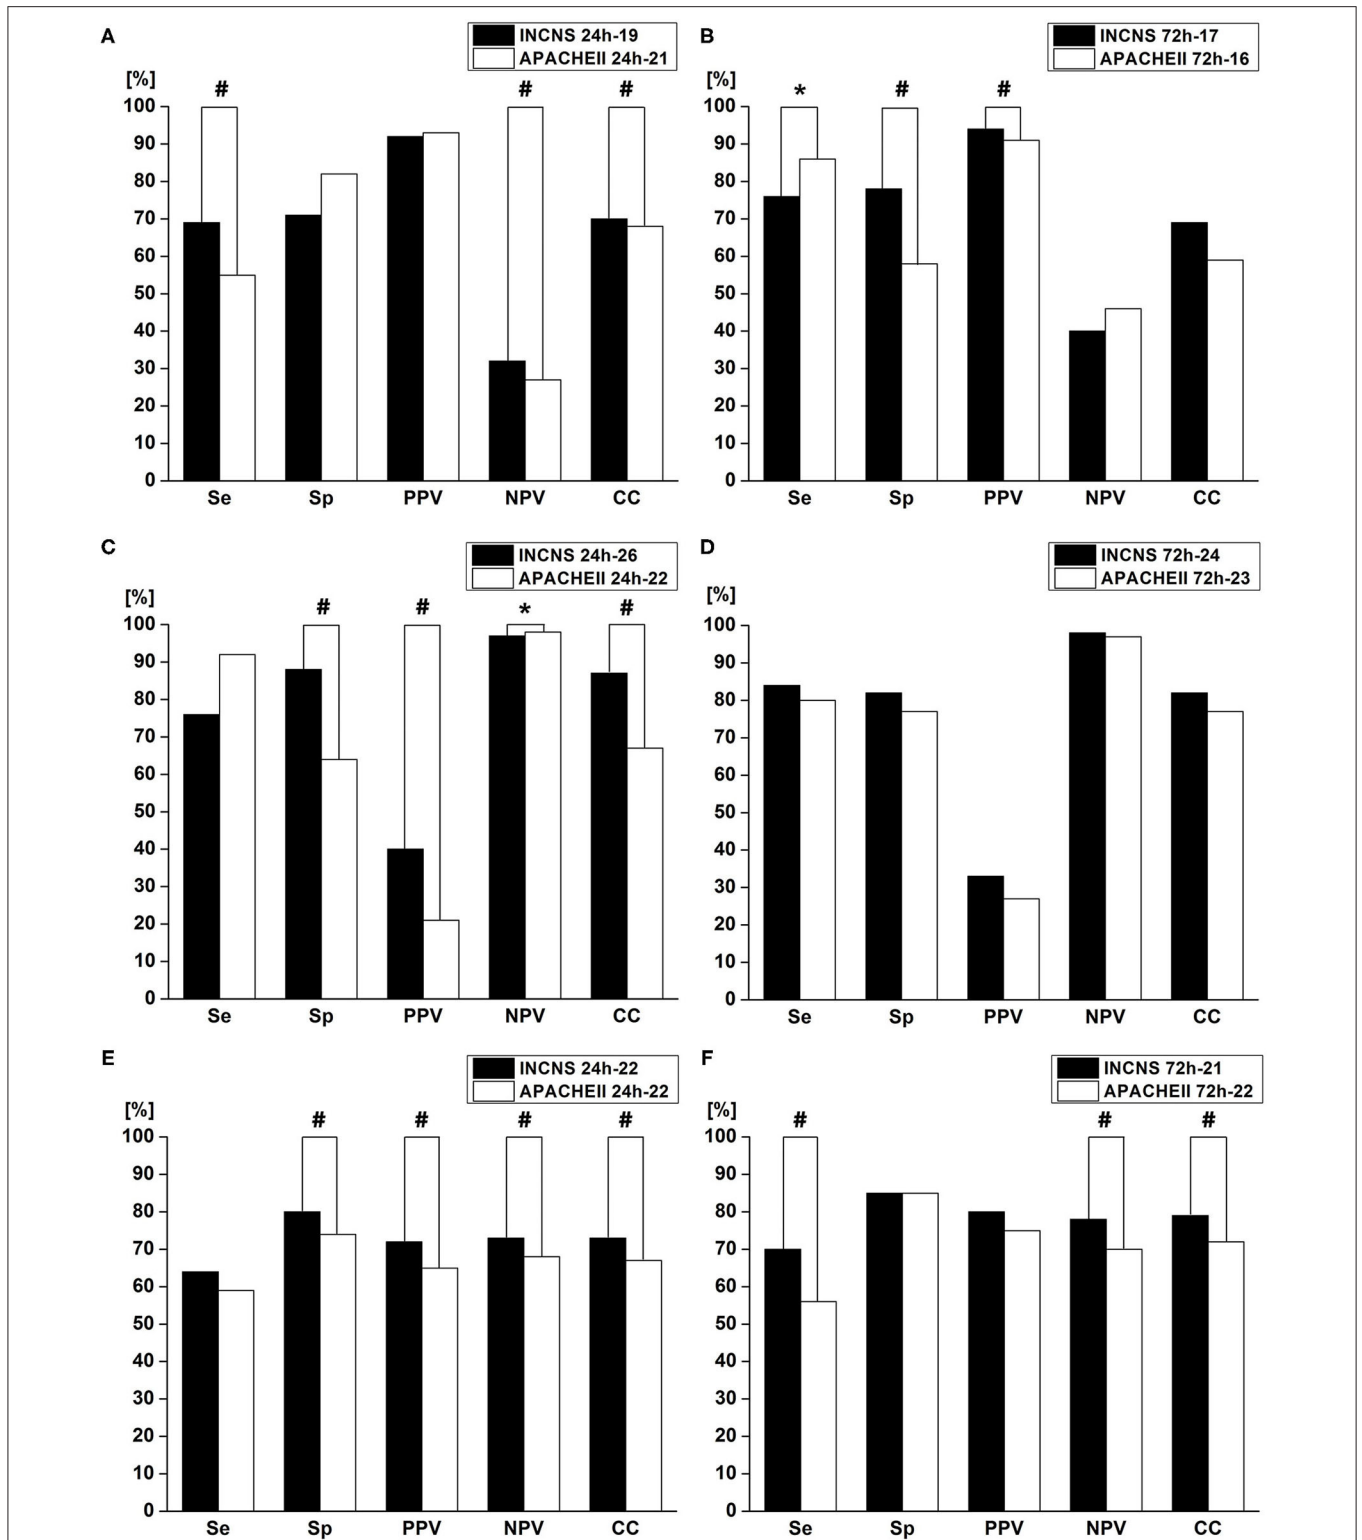 A
INCNS 24h-19
APACHEII 24h-21
[%]
# # #
100
90
80
70
60
50
40
30
20
10
0
Se Sp PPV NPV CC
B
INCNS 72h-17
APACHEII 72h-16
[%]
* # #
100
90
80
70
60
50
40
30
20
10
0
Se Sp PPV NPV CC
C
INCNS 24h-26
APACHEII 24h-22
[%]
# # * #
100
90
80
70
60
50
40
30
20
10
0
Se Sp PPV NPV CC
D
INCNS 72h-24
APACHEII 72h-23
[%]
100
90
80
70
60
50
40
30
20
10
0
Se Sp PPV NPV CC
E
INCNS 24h-22
APACHEII 24h-22
[%]
# # # #
100
90
80
70
60
50
40
30
20
10
0
Se Sp PPV NPV CC
F
INCNS 72h-21
APACHEII 72h-22
[%]
# # #
100
90
80
70
60
50
40
30
20
10
0
Se Sp PPV NPV CC